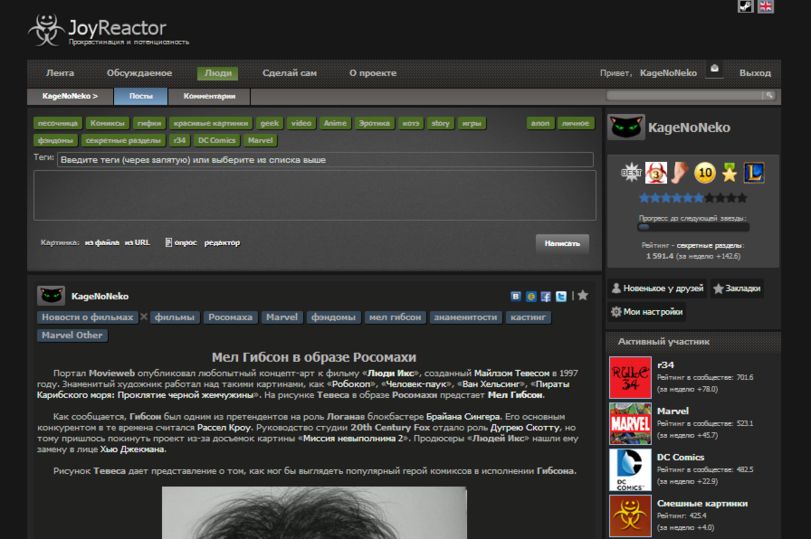 JoyReactor
Прокрастинация и потенциозность
Лента Обсуждаемое Люди Сделай сам О проекте Привет, KageNoNeko Выход
KageNoNeko > Посты Комментарии
песочница Комиксы гифки красивые картинки geek video Anime Эротика котэ story игры anon личное
фэндомы секретные разделы r34 DC Comics Marvel
Теги: Введите теги (через запятую) или выберите из списка выше
Картинка: из файла из URL опрос редактор Написать
KageNoNeko
BEST 3 10 L
Прогресс до следующей звезды:
Рейтинг - секретные разделы:
1 591.4 (за неделю +142.6)
Новенькое у друзей Закладки
Мои настройки
KageNoNeko
Новости о фильмах фильмы Росомаха Marvel фэндомы мел гибсон знаменитости кастинг
Marvel Other
Мел Гибсон в образе Росомахи
Портал Movieweb опубликовал любопытный концепт-арт к фильму «Люди Икс», созданный Майлзом Тевесом в 1997
году. Знаменитый художник работал над такими картинами, как «Робокоп», «Человек-паук», «Ван Хельсинг», «Пираты
Карибского моря: Проклятие черной жемчужины». На рисунке Тевеса в образе Росомахи предстает Мел Гибсон.
Как сообщается, Гибсон был одним из претендентов на роль Логанав блокбастере Брайана Сингера. Его основным
конкурентом в те времена считался Рассел Кроу. Руководство студии 20th Century Fox отдало роль Дугрею Скотту, но
тому пришлось покинуть проект из-за досъемок картины «Миссия невыполнима 2». Продюсеры «Людей Икс» нашли ему
замену в лице Хью Джекмана.
Рисунок Тевеса дает представление о том, как мог бы выглядеть популярный герой комиксов в исполнении Гибсона.
Активный участник
RULE 34
r34
Рейтинг в сообществе: 701.6
(за неделю +78.0)
MARVEL
Marvel
Рейтинг в сообществе: 523.1
(за неделю +45.7)
DC COMICS
DC Comics
Рейтинг в сообществе: 482.5
(за неделю +22.9)
Смешные картинки
Рейтинг: 425.4
(за неделю +4.0)